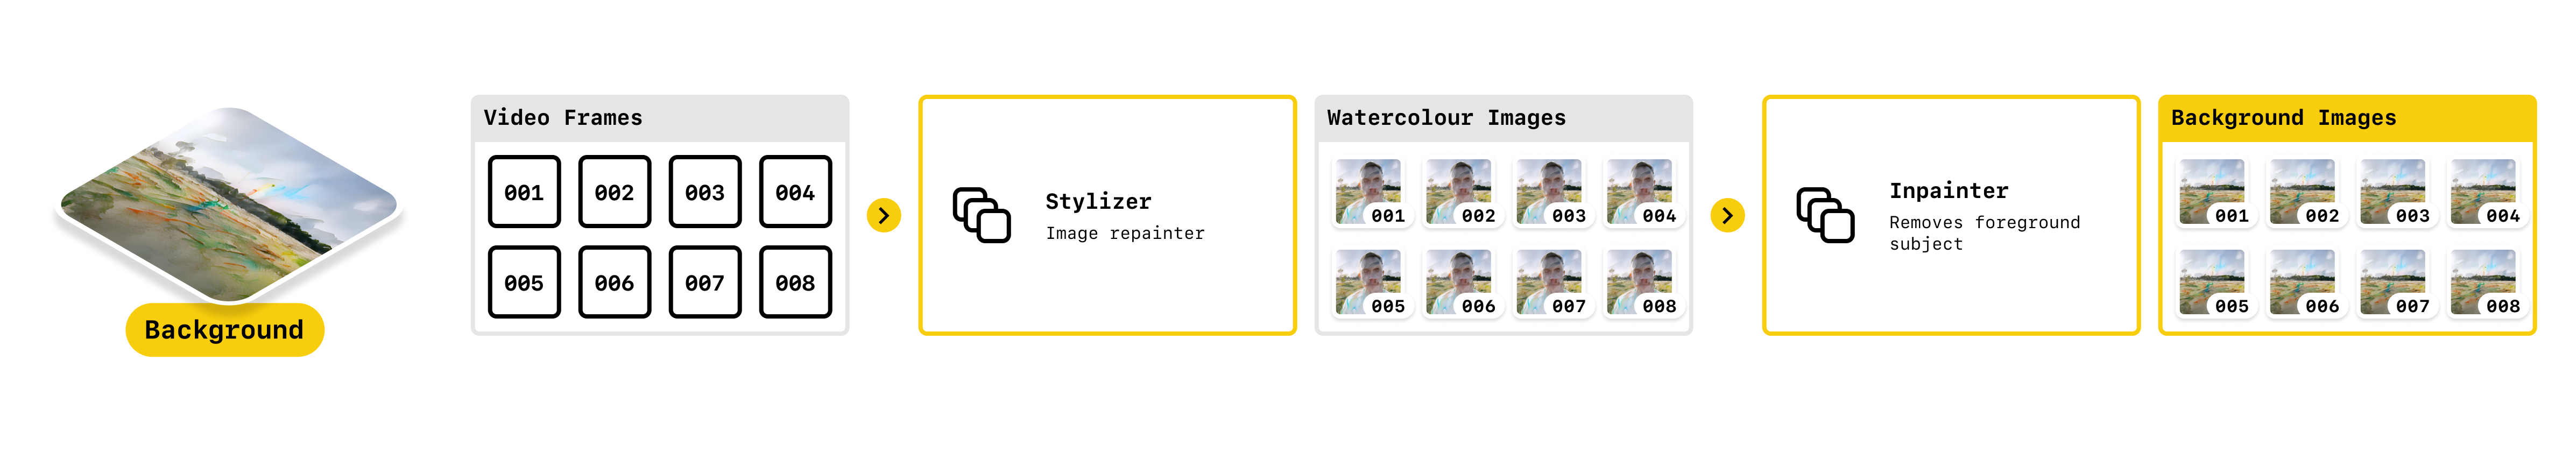 Background
Video Frames
001 002 003 004
005 006 007 008
Stylizer
Image repainter
Watercolour Images
001 002 003 004
005 006 007 008
Inpainter
Removes foreground
subject
Background Images
001 002 003 004
005 006 007 008